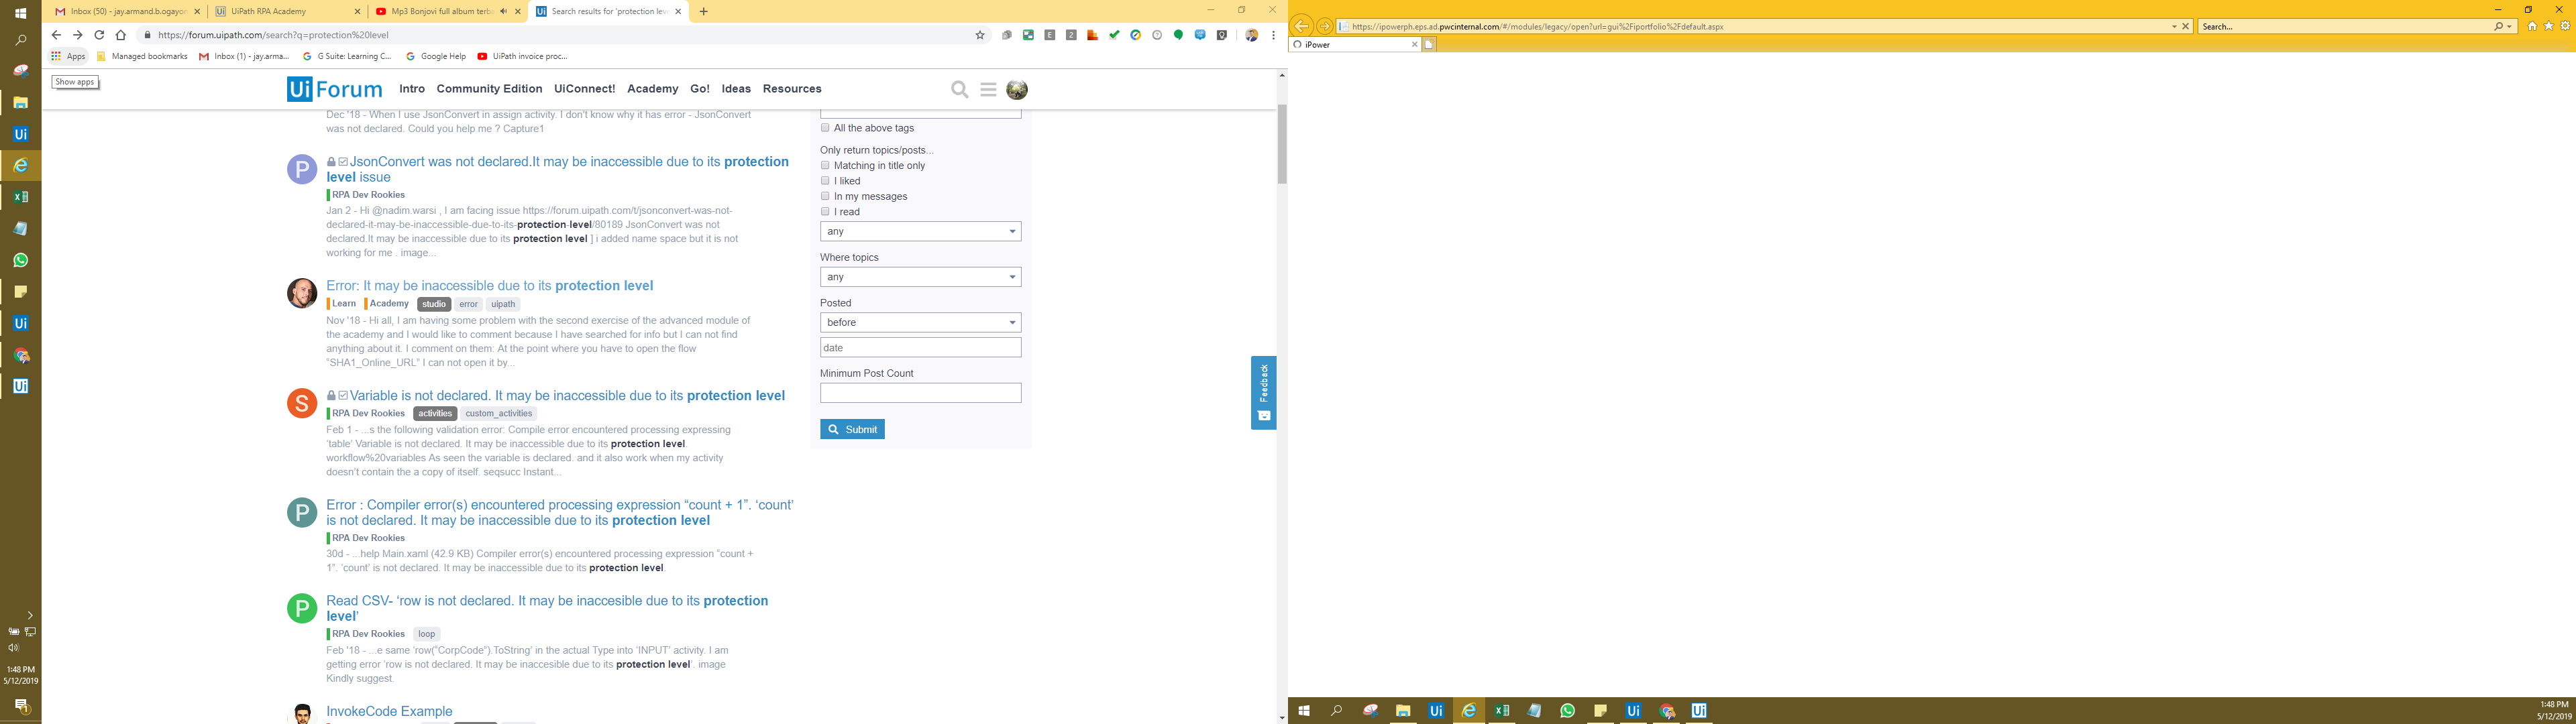 Inbox (50) - jay.armand.b.ogayon
UiPath RPA Academy
Mp3 Bonjovi full album terb
Search results for 'protection lev
https://forum.uipath.com/search?q=protection%20level
Apps
Managed bookmarks
Inbox (1) - jay.arma...
G Suite: Learning C...
Google Help
UiPath invoice proc...
Show apps
Ui Forum
Intro
Community Edition
UiConnect!
Academy
Go!
Ideas
Resources
Dec '18 - When I use JsonConvert in assign activity. I don't know why it has error - JsonConvert
was not declared. Could you help me ? Capture1
P
JsonConvert was not declared.It may be inaccessible due to its protection
level issue
RPA Dev Rookies
Jan 2 - Hi @nadim.warsi , I am facing issue https://forum.uipath.com/t/jsonconvert-was-not-
declared-it-may-be-inaccessible-due-to-its-protection-level/80189 JsonConvert was not
declared.It may be inaccessible due to its protection level ] i added name space but it is not
working for me . image...
Error: It may be inaccessible due to its protection level
Learn Academy studio error uipath
Nov '18 - Hi all, I am having some problem with the second exercise of the advanced module of
the academy and I would like to comment because I have searched for info but I can not find
anything about it. I comment on them: At the point where you have to open the flow
“SHA1_Online_URL” I can not open it by...
S
Variable is not declared. It may be inaccessible due to its protection level
RPA Dev Rookies activities custom_activities
Feb 1 - ...s the following validation error: Compile error encountered processing expressing
‘table’ Variable is not declared. It may be inaccessible due to its protection level.
workflow%20variables As seen the variable is declared. and it also work when my activity
doesn’t contain the a copy of itself. seqsucc Instant...
P
Error : Compiler error(s) encountered processing expression “count + 1”. ‘count’
is not declared. It may be inaccessible due to its protection level
RPA Dev Rookies
30d - ...help Main.xaml (42.9 KB) Compiler error(s) encountered processing expression “count +
1”. ‘count’ is not declared. It may be inaccessible due to its protection level.
P
Read CSV- ‘row is not declared. It may be inaccesible due to its protection
level’
RPA Dev Rookies loop
Feb '18 - ...e same ‘row(“CorpCode”).ToString’ in the actual Type into ‘INPUT’ activity. I am
getting error ‘row is not declared. It may be inaccesible due to its protection level’. image
Kindly suggest.
InvokeCode Example
All the above tags
Only return topics/posts...
Matching in title only
I liked
In my messages
I read
any
Where topics
any
Posted
before
date
Minimum Post Count
Submit
Feedback
1:48 PM
5/12/2019
1
https://ipowerph.eps.ad.pwcinternal.com/#/modules/legacy/open?url=gui%2Fiportfolio%2Fdefault.aspx
Search...
iPower
1:48 PM
5/12/2019